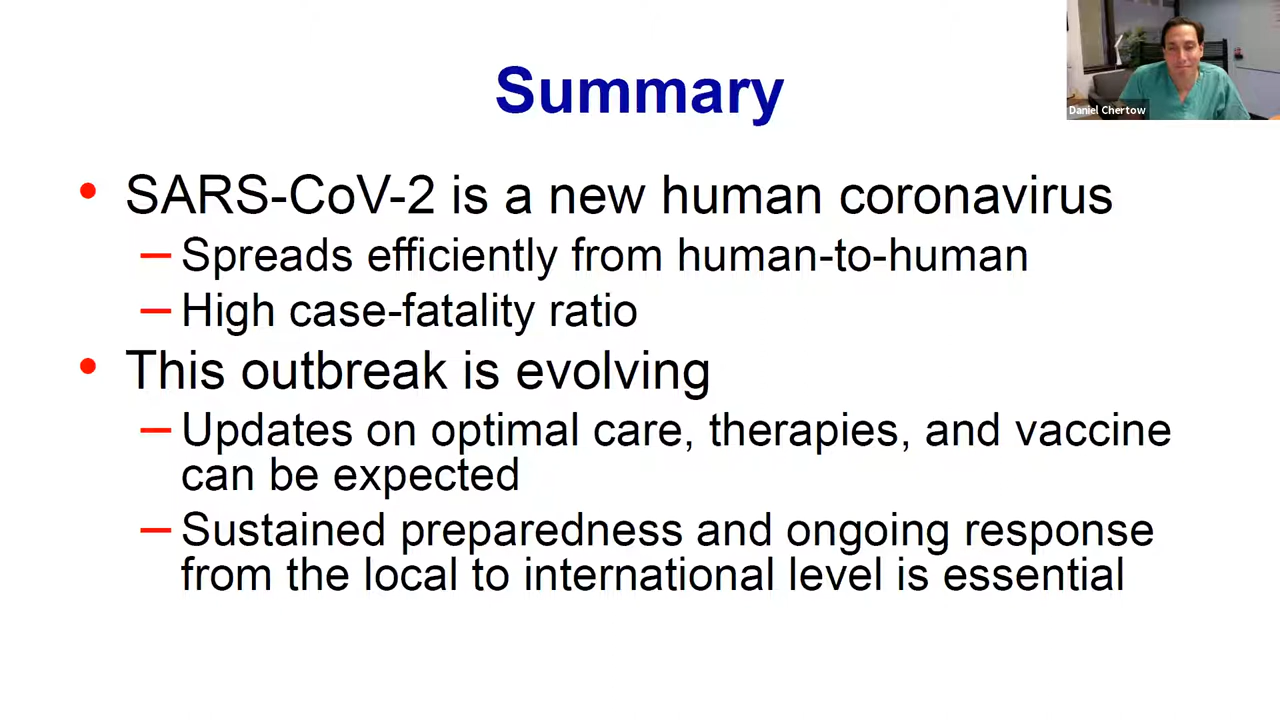 Summary
Daniel Chertow
• SARS-CoV-2 is a new human coronavirus
– Spreads efficiently from human-to-human
– High case-fatality ratio
• This outbreak is evolving
– Updates on optimal care, therapies, and vaccine
can be expected
– Sustained preparedness and ongoing response
from the local to international level is essential